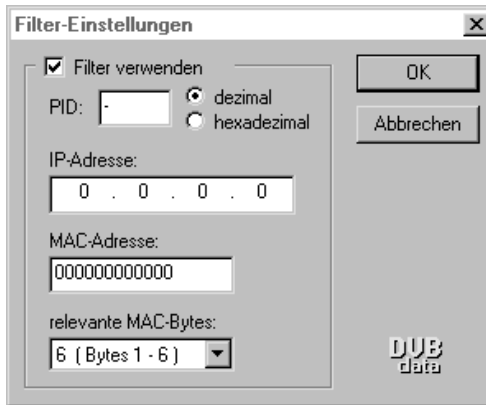 Filter-Einstellungen
Filter verwenden
PID: -
dezimal
hexadezimal
IP-Adresse:
0 . 0 . 0 . 0
MAC-Adresse:
000000000000
relevante MAC-Bytes:
6 ( Bytes 1 - 6 )
OK
Abbrechen
DUB
data